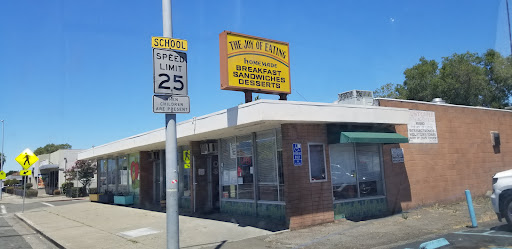 SCHOOL
SPEED
LIMIT
25
WHEN
CHILDREN
ARE PRESENT
THE JOY OF EATING
HOMEMADE
BREAKFAST
SANDWICHES
DESSERTS